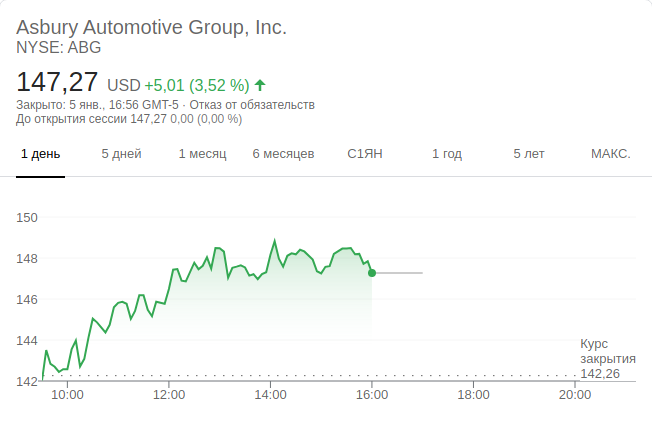 Asbury Automotive Group, Inc.
NYSE: ABG
147,27 USD +5,01 (3,52 %)
Закрыто: 5 янв., 16:56 GMT-5 · Отказ от обязательств
До открытия сессии 147,27 0,00 (0,00 %)
1 день 5 дней 1 месяц 6 месяцев С1ЯН 1 год 5 лет МАКС.
150
148
146
144
142
Курс
закрытия
142,26
10:00 12:00 14:00 16:00 18:00 20:00